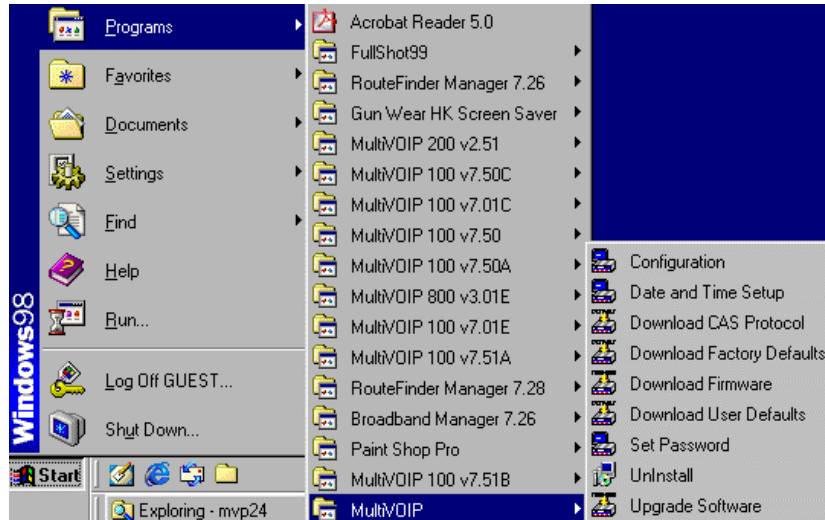 Programs
Favorites
Documents
Settings
Find
Help
Run...
Log Off GUEST...
Shut Down...
Windows98
Start
Exploring - mvp24
Acrobat Reader 5.0
FullShot99
RouteFinder Manager 7.26
Gun Wear HK Screen Saver
MultiVOIP 200 v2.51
MultiVOIP 100 v7.50C
MultiVOIP 100 v7.01C
MultiVOIP 100 v7.50
MultiVOIP 100 v7.50A
MultiVOIP 800 v3.01E
MultiVOIP 100 v7.01E
MultiVOIP 100 v7.51A
RouteFinder Manager 7.28
Broadband Manager 7.26
Paint Shop Pro
MultiVOIP 100 v7.51B
MultiVOIP
Configuration
Date and Time Setup
Download CAS Protocol
Download Factory Defaults
Download Firmware
Download User Defaults
Set Password
UnInstall
Upgrade Software